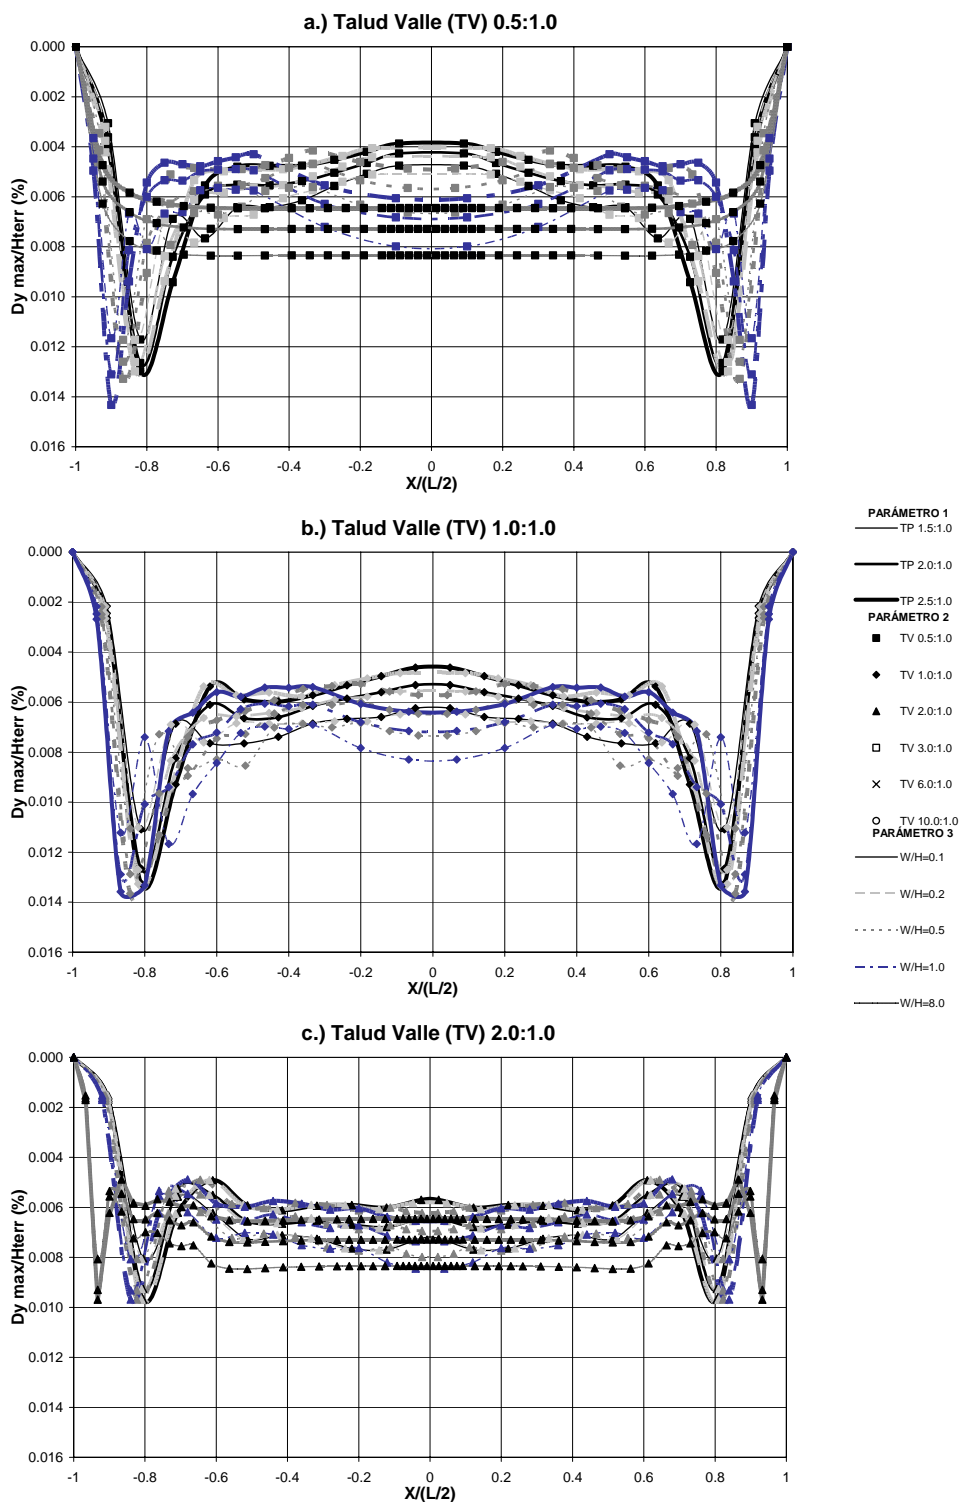 a.) Talud Valle (TV) 0.5:1.0
0.000
0.002
0.004
0.006
0.008
0.010
0.012
0.014
0.016
Dy max/Hterr (%)
-1 -0.8 -0.6 -0.4 -0.2 0 0.2 0.4 0.6 0.8 1
X/(L/2)
b.) Talud Valle (TV) 1.0:1.0
0.000
0.002
0.004
0.006
0.008
0.010
0.012
0.014
0.016
Dy max/Hterr (%)
-1 -0.8 -0.6 -0.4 -0.2 0 0.2 0.4 0.6 0.8 1
X/(L/2)
PARÁMETRO 1
TP 1.5:1.0
TP 2.0:1.0
TP 2.5:1.0
PARÁMETRO 2
TV 0.5:1.0
TV 1.0:1.0
TV 2.0:1.0
TV 3.0:1.0
TV 6.0:1.0
TV 10.0:1.0
PARÁMETRO 3
W/H=0.1
W/H=0.2
W/H=0.5
W/H=1.0
W/H=8.0
c.) Talud Valle (TV) 2.0:1.0
0.000
0.002
0.004
0.006
0.008
0.010
0.012
0.014
0.016
Dy max/Hterr (%)
-1 -0.8 -0.6 -0.4 -0.2 0 0.2 0.4 0.6 0.8 1
X/(L/2)